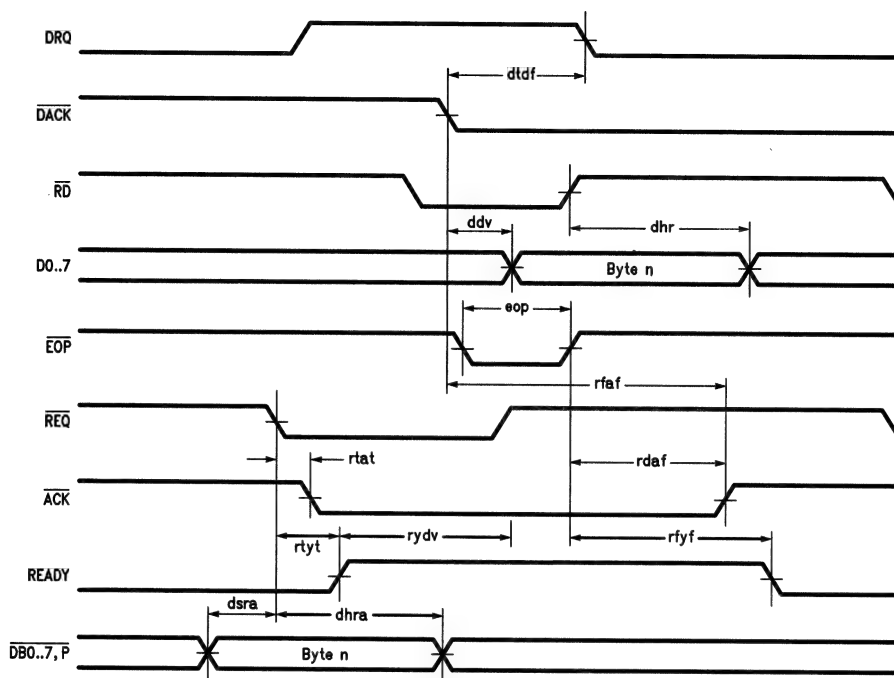 DRQ
dtdf
DACK
RD
ddv
dhr
D0..7
Byte n
eop
EOP
rfaf
REQ
rtat
rdaf
ACK
rtyt
rydv
rfyf
READY
dsra
dhra
DB0..7, P
Byte n